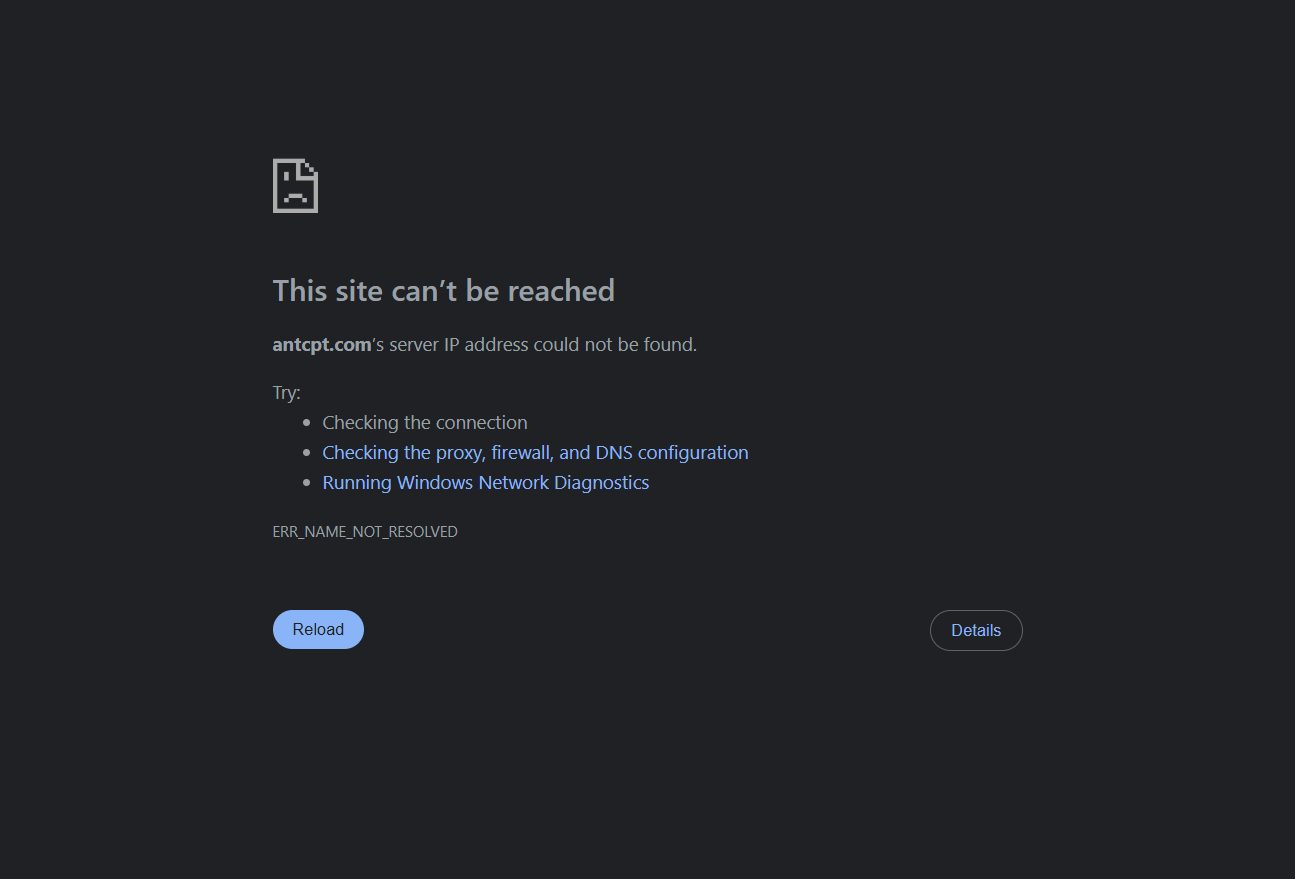 This site can’t be reached
antcpt.com’s server IP address could not be found.
Try:
Checking the connection
Checking the proxy, firewall, and DNS configuration
Running Windows Network Diagnostics
ERR_NAME_NOT_RESOLVED
Reload
Details